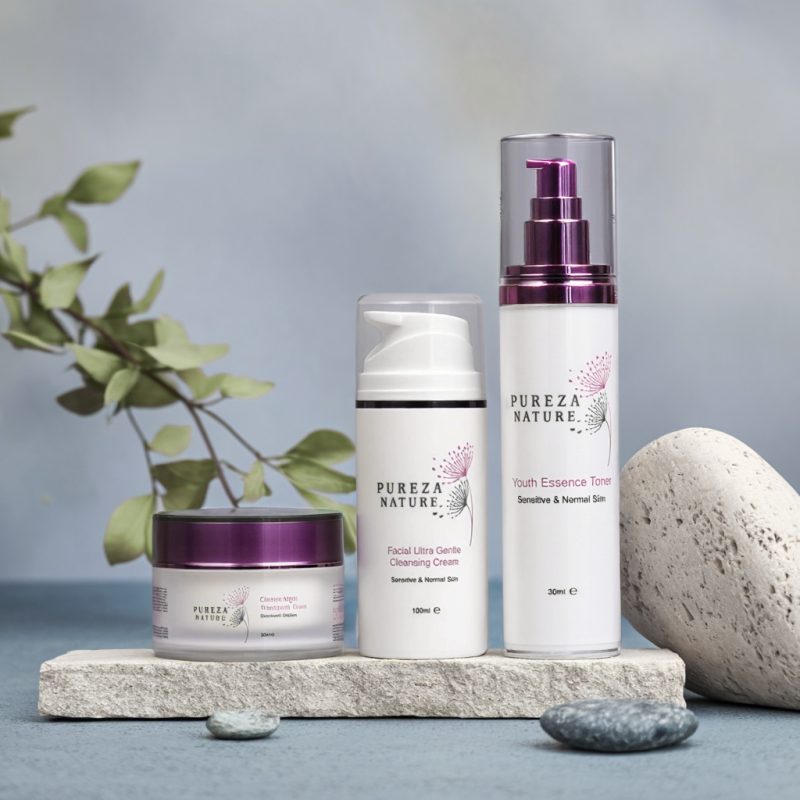 PUREZA
NATURE
PUREZA
NATURE
Facial Ultra Gentle
Cleansing Cream
Sensitive & Normal Skin
100ml e
PUREZA
NATURE
Youth Essence Toner
Sensitive & Normal
30ml e